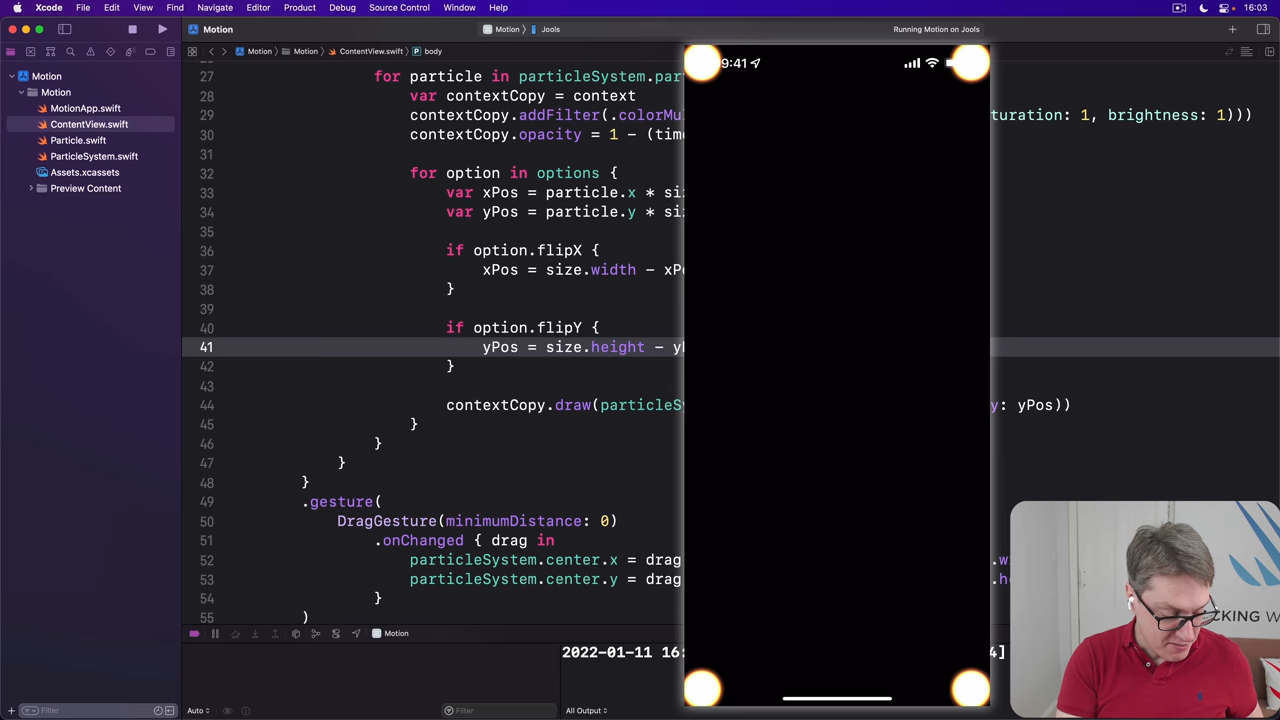 Xcode File Edit View Find Navigate Editor Product Debug Source Control Window Help 16:03
Motion Motion Jools Running Motion on Jools
Motion Motion ContentView.swift body
Motion
Motion
MotionApp.swift
ContentView.swift
Particle.swift
ParticleSystem.swift
Assets.xcassets
Preview Content
27 for particle in particleSystem.par
28 var contextCopy = context
29 contextCopy.addFilter(.colorMu turation: 1, brightness: 1)))
30 contextCopy.opacity = 1 - (tim
31
32 for option in options {
33 var xPos = particle.x * si
34 var yPos = particle.y * si
35
36 if option.flipX {
37 xPos = size.width - xP
38 }
39
40 if option.flipY {
41 yPos = size.height - y
42 }
43
44 contextCopy.draw(particleS y: yPos))
45 }
46 }
47 }
48 }
49 .gesture(
50 DragGesture(minimumDistance: 0)
51 .onChanged { drag in
52 particleSystem.center.x = drag .w
53 particleSystem.center.y = drag .he
54 }
55 )
9:41
Motion
2022-01-11 16: 4]
Filter
Auto
Filter
All Output
CKING W